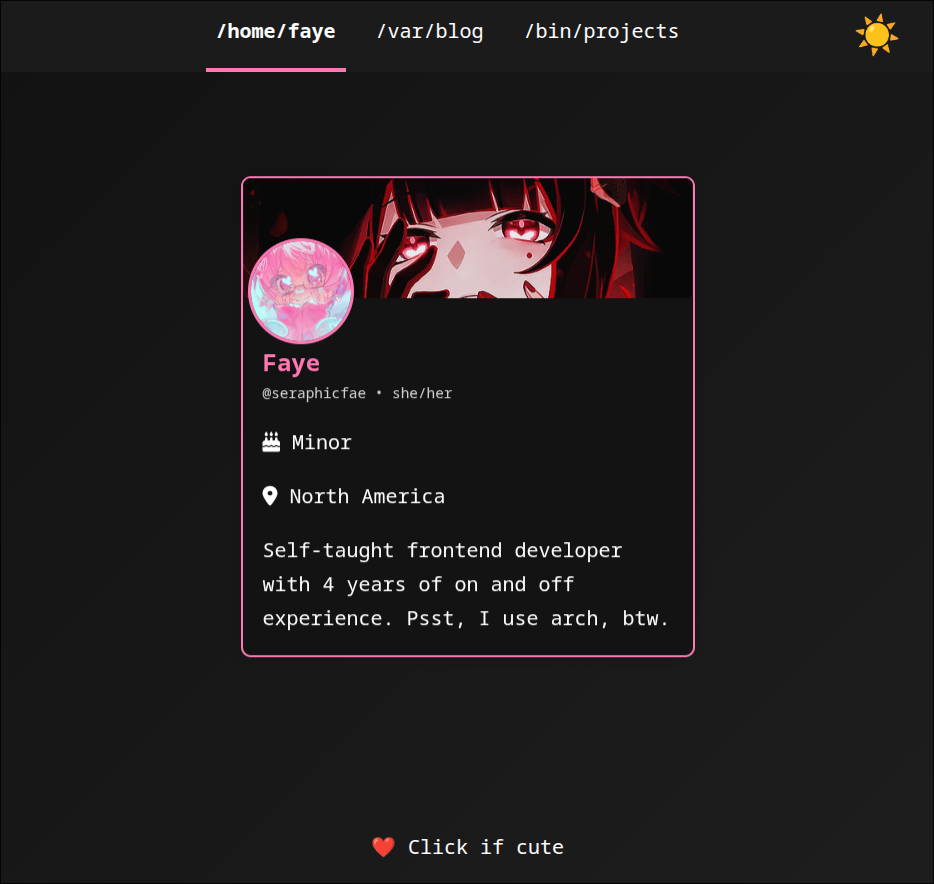 /home/faye /var/blog /bin/projects
Faye
@seraphicfae • she/her
Minor
North America
Self-taught frontend developer
with 4 years of on and off
experience. Psst, I use arch, btw.
❤️ Click if cute